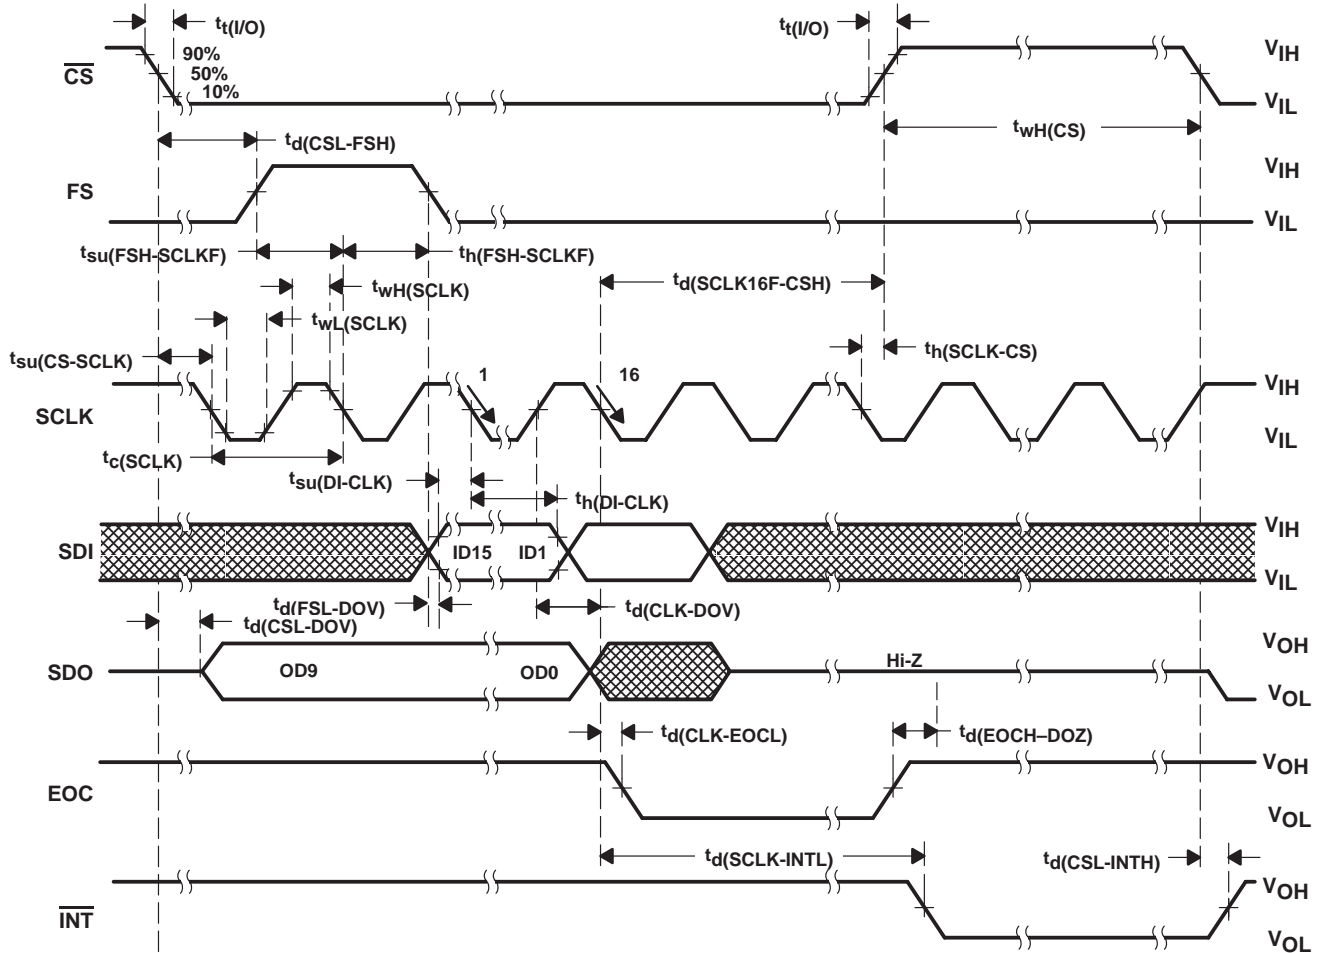 tt(I/O) tt(I/O)
90%
50%
10%
CS VIH
VIL
td(CSL-FSH) twH(CS)
FS VIH
VIL
tsu(FSH-SCLKF) th(FSH-SCLKF)
twH(SCLK) td(SCLK16F-CSH)
twL(SCLK)
tsu(CS-SCLK) th(SCLK-CS)
1 16
SCLK VIH
VIL
tc(SCLK)
tsu(DI-CLK) th(DI-CLK)
SDI ID15 ID1 VIH
VIL
td(FSL-DOV) td(CLK-DOV)
td(CSL-DOV)
SDO OD9 OD0 Hi-Z VOH
VOL
td(CLK-EOCL) td(EOCH–DOZ)
EOC VOH
VOL
td(SCLK-INTL) td(CSL-INTH)
INT VOH
VOL